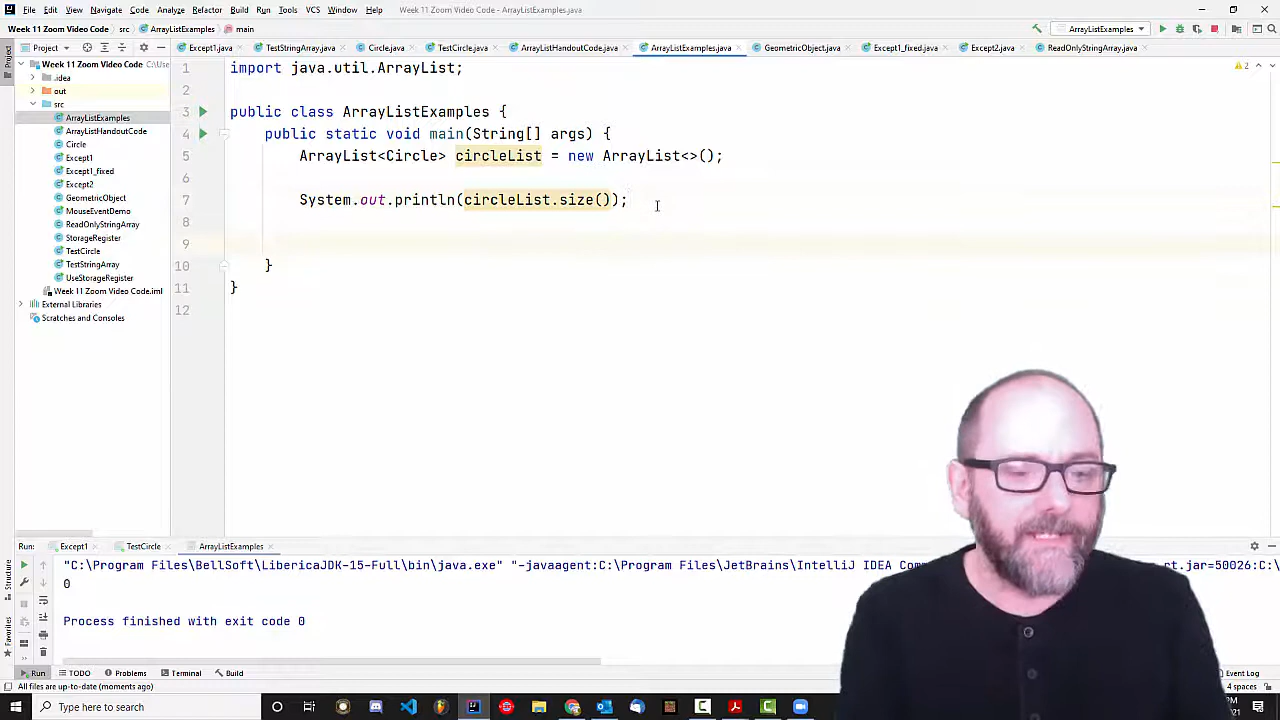 File Edit View Navigate Code Analyze Refactor Build Run Tools VCS Window Help Week 11 Zoom Video Code - ArrayListExamples.java
Week 11 Zoom Video Code src ArrayListExamples main ArrayListExamples
Project Except1.java TestStringArray.java Circle.java TestCircle.java ArrayListHandoutCode.java ArrayListExamples.java GeometricObject.java Except1_fixed.java Except2.java ReadOnlyStringArray.java
Week 11 Zoom Video Code C:\Use
.idea
out
src
ArrayListExamples
ArrayListHandoutCode
Circle
Except1
Except1_fixed
Except2
GeometricObject
MouseEventDemo
ReadOnlyStringArray
StorageRegister
TestCircle
TestStringArray
UseStorageRegister
Week 11 Zoom Video Code.iml
External Libraries
Scratches and Consoles
1 import java.util.ArrayList;
2
3 public class ArrayListExamples {
4 public static void main(String[] args) {
5 ArrayList<Circle> circleList = new ArrayList<>();
6
7 System.out.println(circleList.size());
8
9
10 }
11 }
12
2
Project
Structure
Favorites
Run: Except1 TestCircle ArrayListExamples
"C:\Program Files\BellSoft\LibericaJDK-15-Full\bin\java.exe" "-javaagent:C:\Program Files\JetBrains\IntelliJ IDEA Com rt.jar=50026:C:\
0
Process finished with exit code 0
Run TODO Problems Terminal Build Event Log
All files are up-to-date (moments ago) 4 spaces
Type here to search